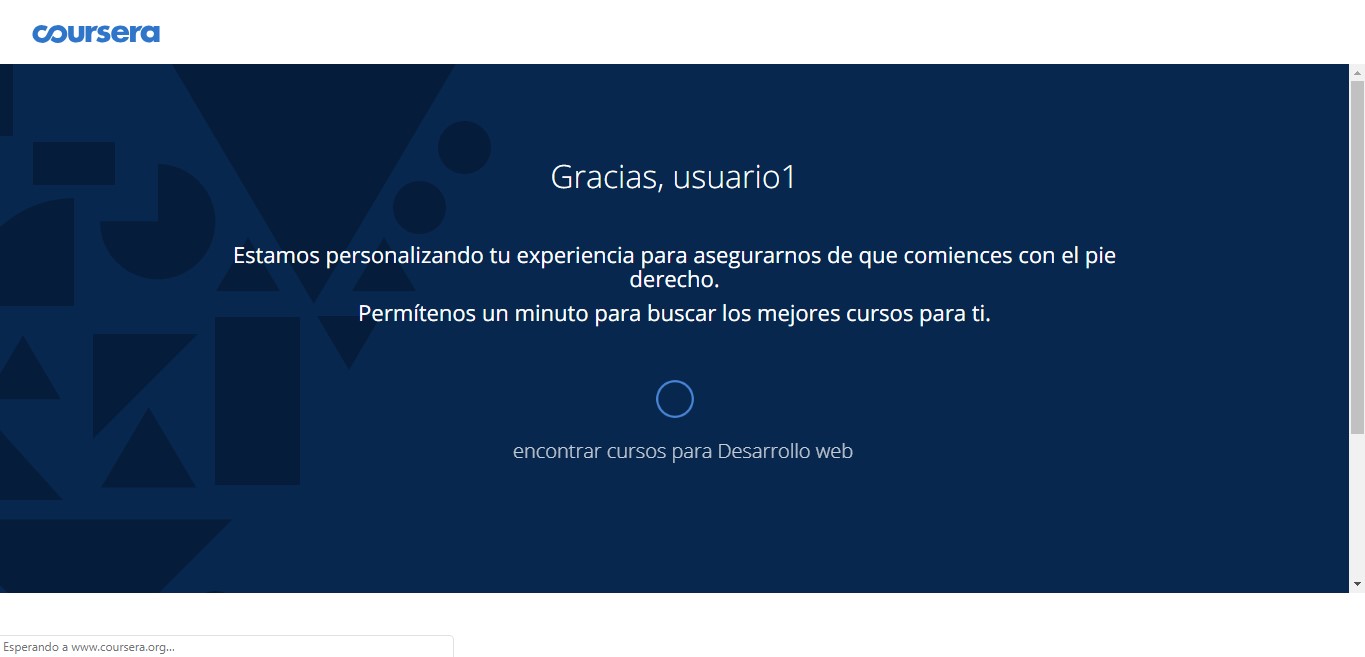 coursera
Gracias, usuario1
Estamos personalizando tu experiencia para asegurarnos de que comiences con el pie
derecho.
Permítenos un minuto para buscar los mejores cursos para ti.
encontrar cursos para Desarrollo web
Esperando a www.coursera.org...